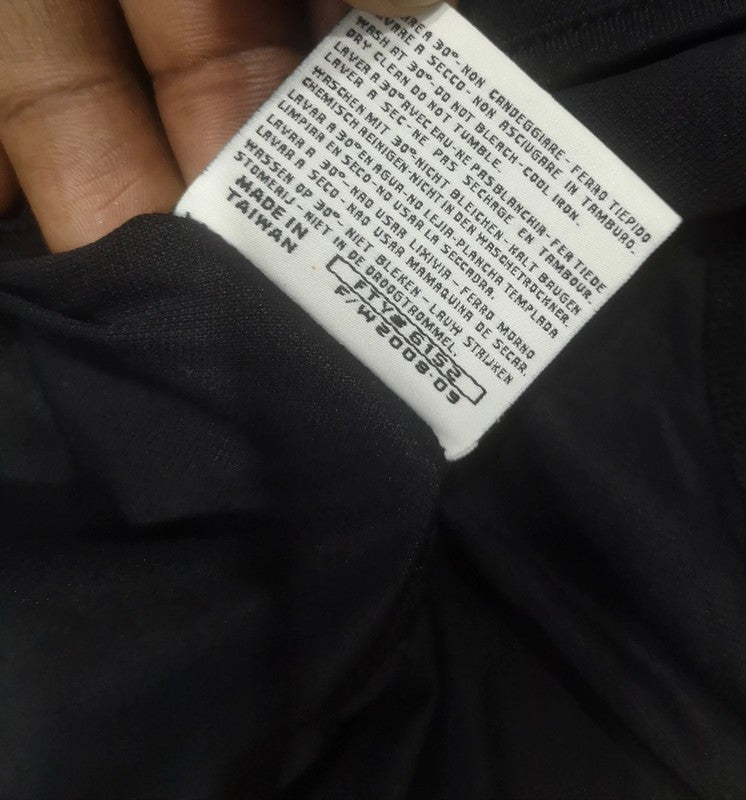 30°-NON CANDEGGIARE- FERRO TIEPIDO
A SECCO- NON ASCIUGARE IN TAMBURO.
WASH AT 30°-DO NOT BLEACH- COOL IRON-
DRY CLEAN DO NOT TUMBLE.
LAVER A 30°AVEC EAU-NE PAS BLANCHIR-FER TIEDE
LAVER A SEC- NE PAS SECHAGE EN TAMBOUR.
WASCHEN MIT 30°-NICHT BLEICHEN- KALT BRUGEN
CHEMISCH REINIGEN-NICHT IN DEN WASCHETROCKNER.
LAVAR A 30°EN AGUA-NO LEJIA-PLANCHA TEMPLADA
LIMPIAR EN SECO-NO USAR LA SECCADORA.
LAVAR A 30°-NAO USAR LIXIVIA- FERRO MORNO
LAVAR A SECO-NAO USAR MAMAQUINA DE SECAR.
WASSEN OP 30°- NIET BLEKEN- LAUW STRIJKEN
STOMERIJ- NIET IN DE DROOGTROMMEL.
MADE IN
TAIWAN
FTY# 6152
F/W 2008-09